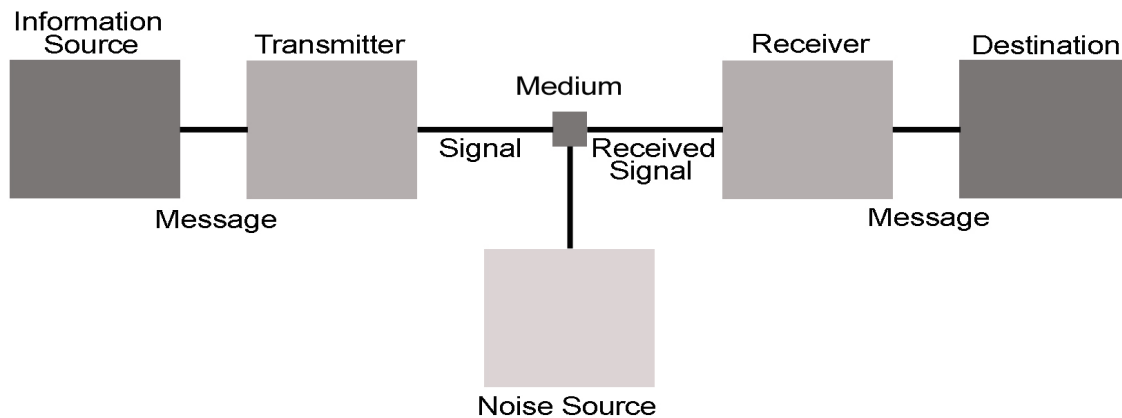 Information
Source
Transmitter
Medium
Receiver
Destination
Signal
Received
Signal
Message
Message
Noise Source